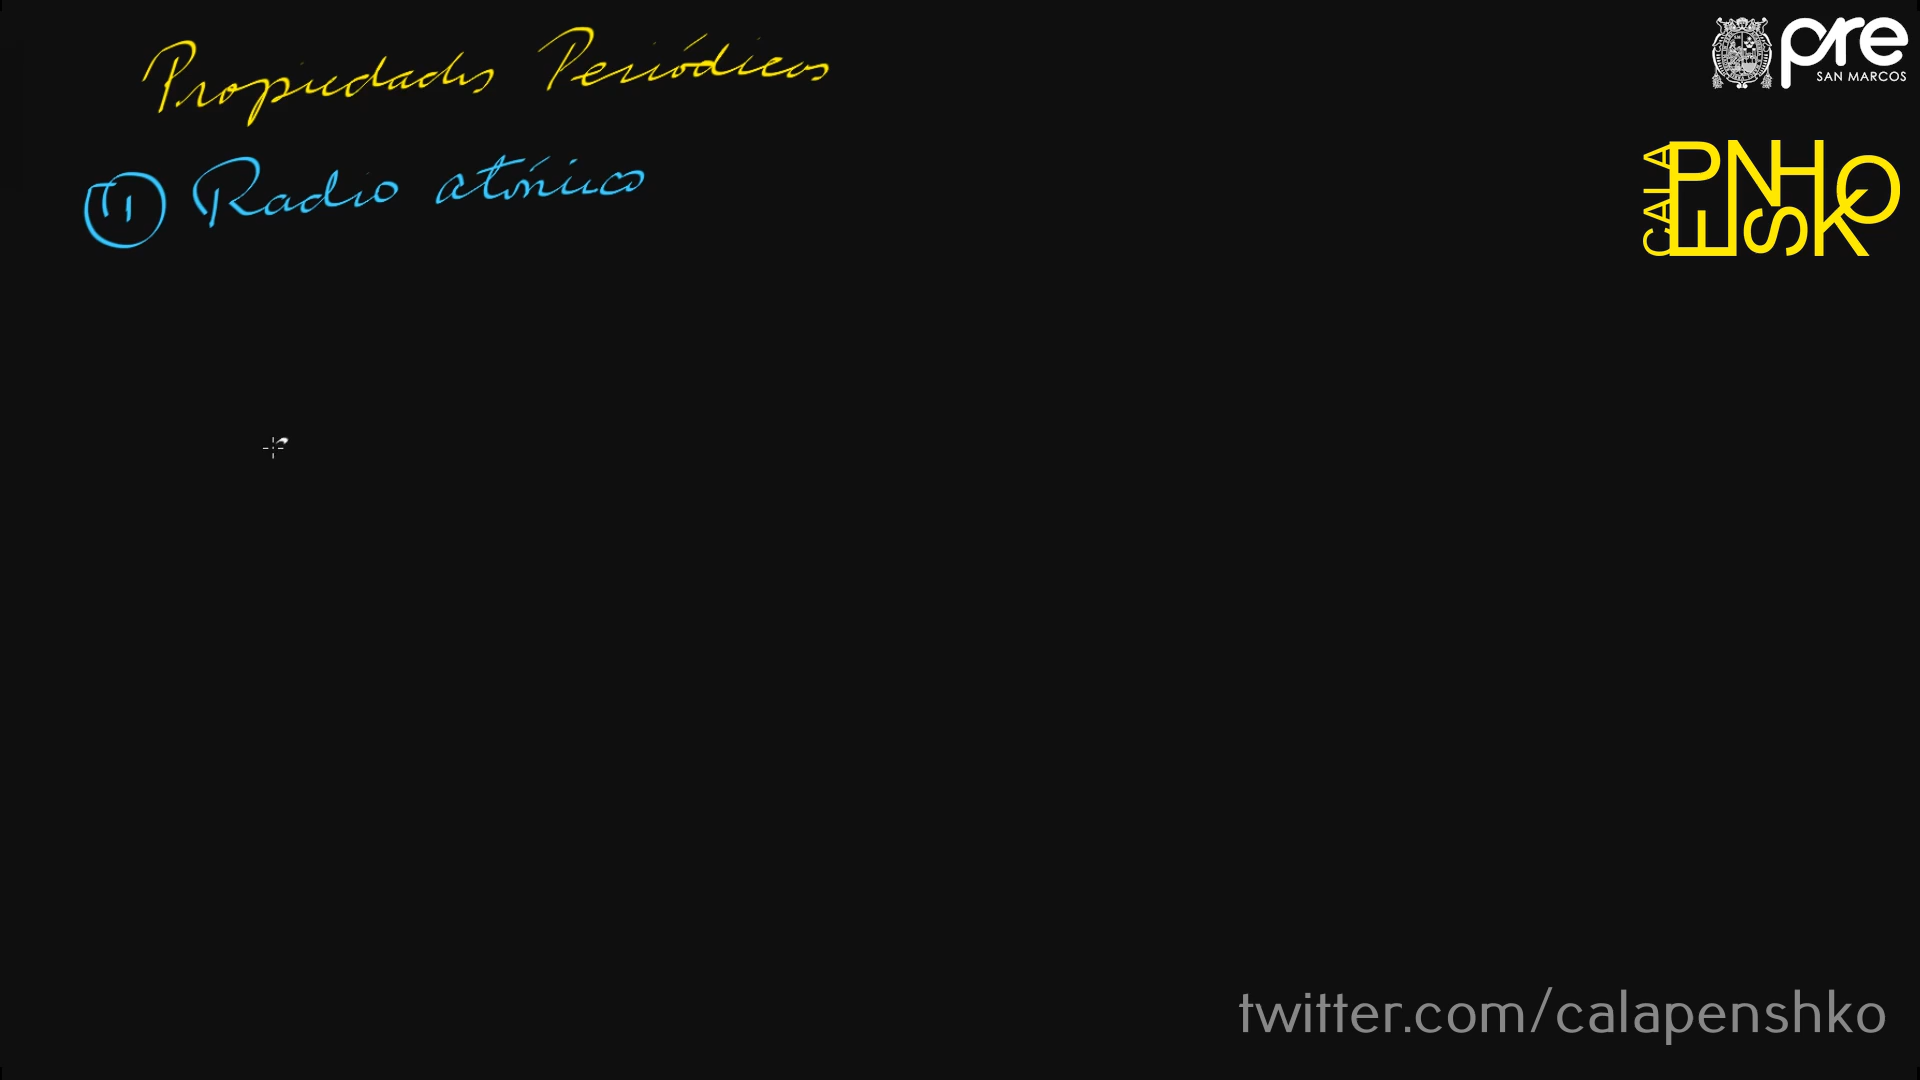 Propiedades Periódicas
1 Radio atómico
pre
SAN MARCOS
CALAPENSHKO
twitter.com/calapenshko